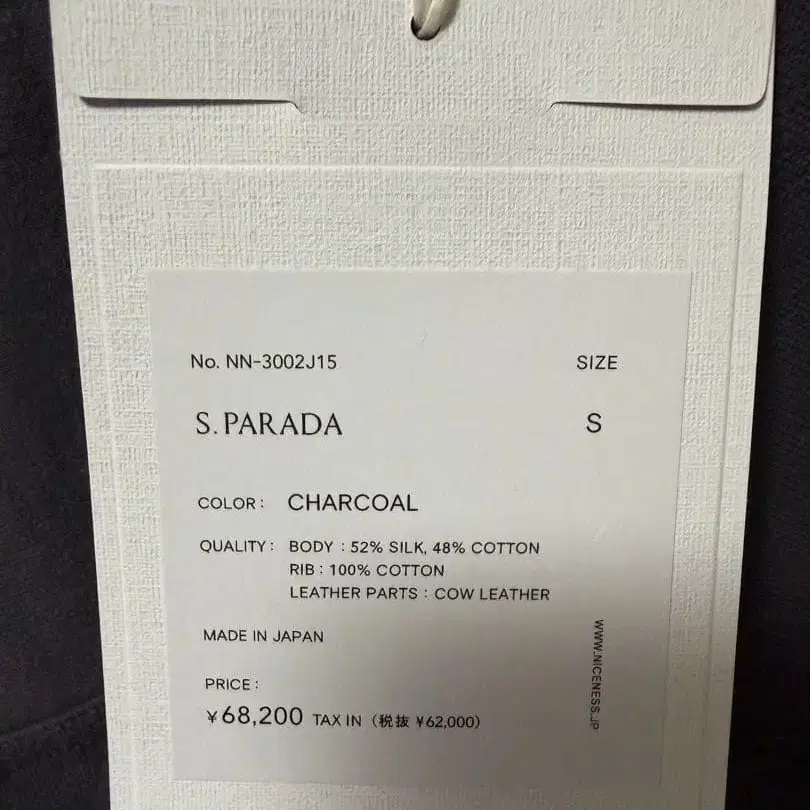 No. NN-3002J15 SIZE
S. PARADA S
COLOR : CHARCOAL
QUALITY : BODY : 52% SILK, 48% COTTON
RIB : 100% COTTON
LEATHER PARTS : COW LEATHER
MADE IN JAPAN
PRICE :
¥68,200 TAX IN (税抜 ¥62,000)
WWW.NICENESS.JP